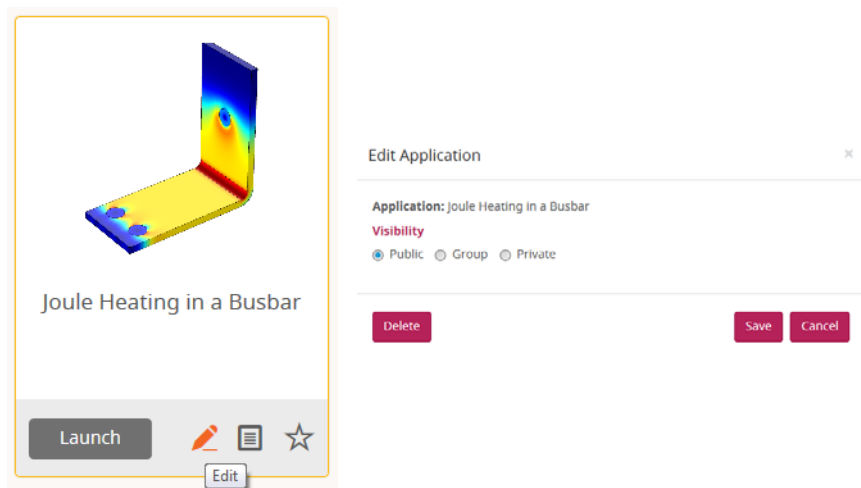 Joule Heating in a Busbar
Launch
Edit
Edit Application
Application: Joule Heating in a Busbar
Visibility
Public Group Private
Delete Save Cancel